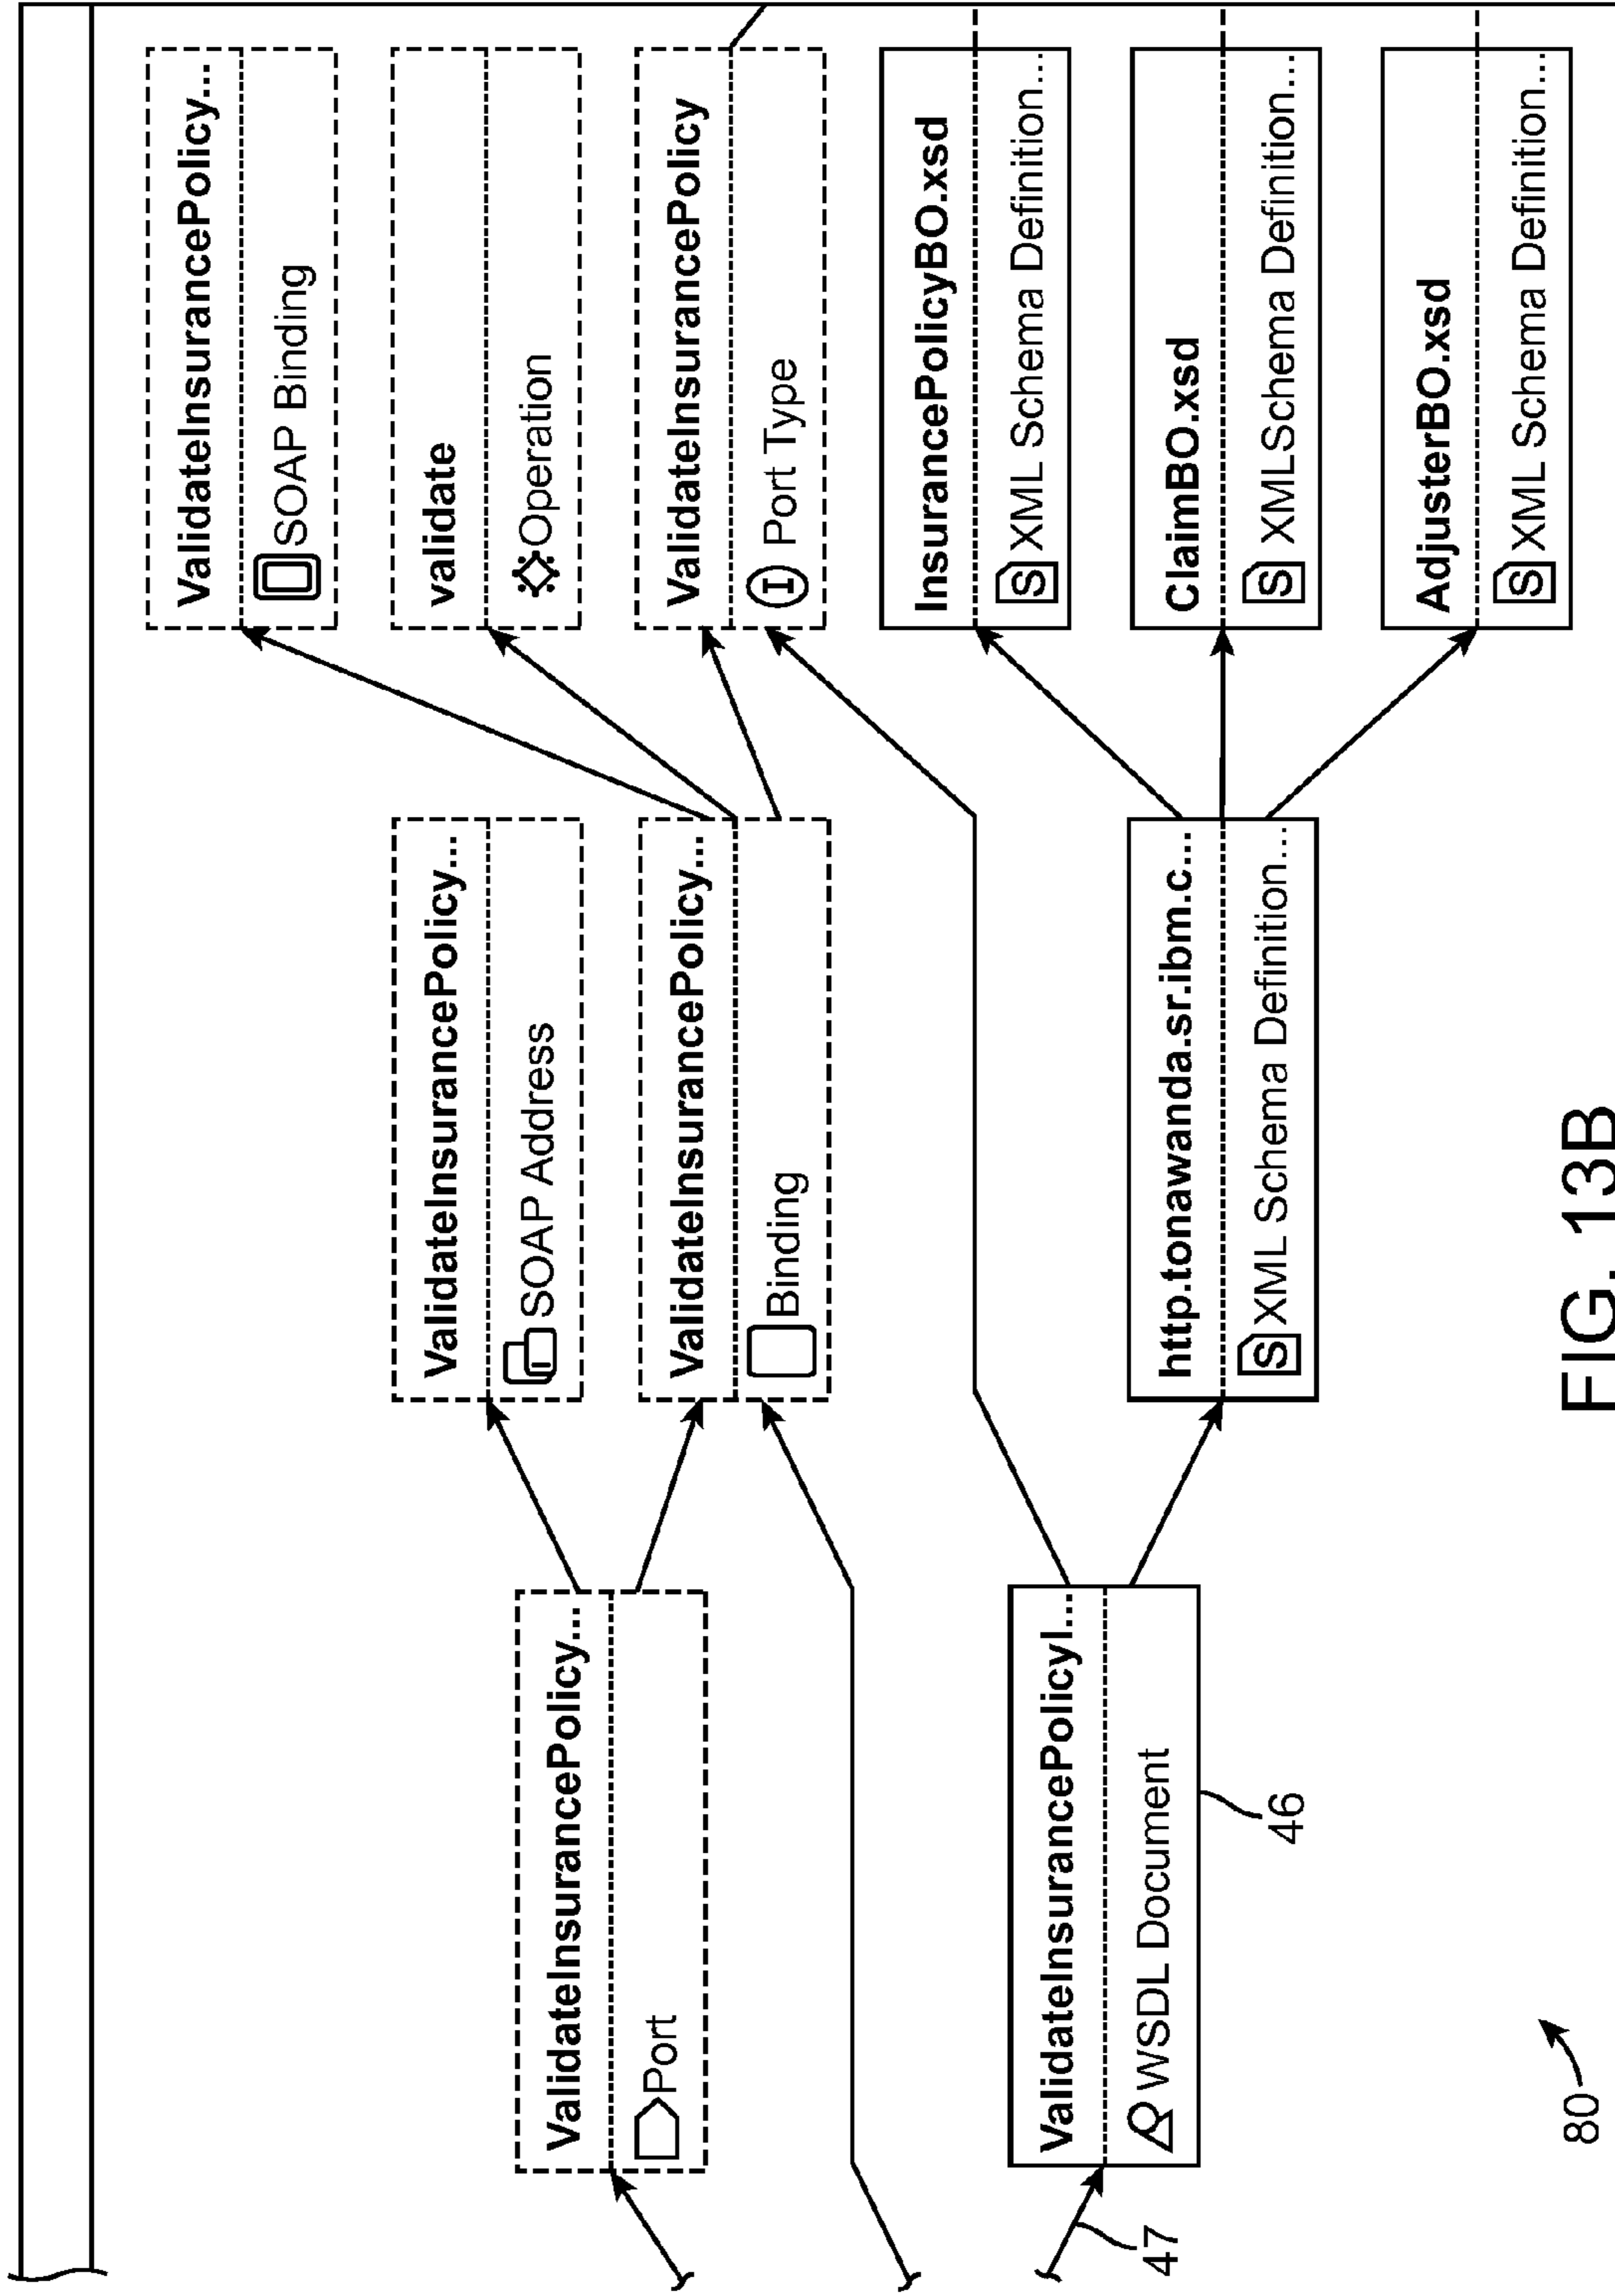 ValidateInsurancePolicy...
Port
ValidateInsurancePolicyI...
WSDL Document
46
47
ValidateInsurancePolicy...
SOAP Address
ValidateInsurancePolicy...
Binding
http.tonawanda.sr.ibm.c...
S XML Schema Definition...
ValidateInsurancePolicy...
SOAP Binding
validate
Operation
ValidateInsurancePolicy
I Port Type
InsurancePolicyBO.xsd
S XML Schema Definition...
ClaimBO.xsd
S XMLSchema Definition...
AdjusterBO.xsd
S XML Schema Definition...
80
FIG. 13B